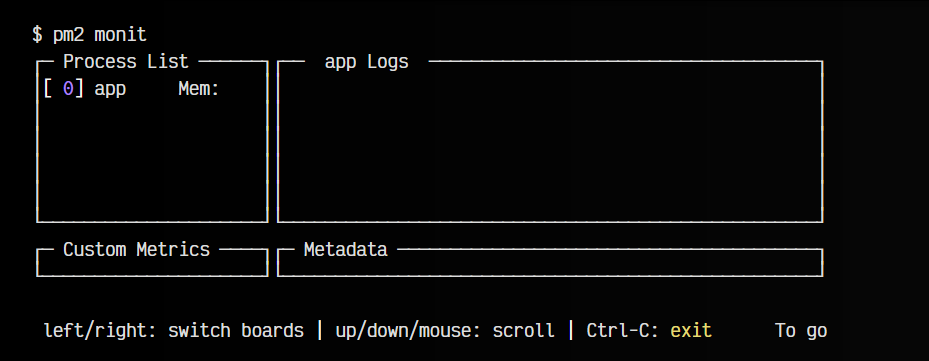 $ pm2 monit
Process List app Logs
[ 0] app Mem:
Custom Metrics Metadata
left/right: switch boards | up/down/mouse: scroll | Ctrl-C: exit To go